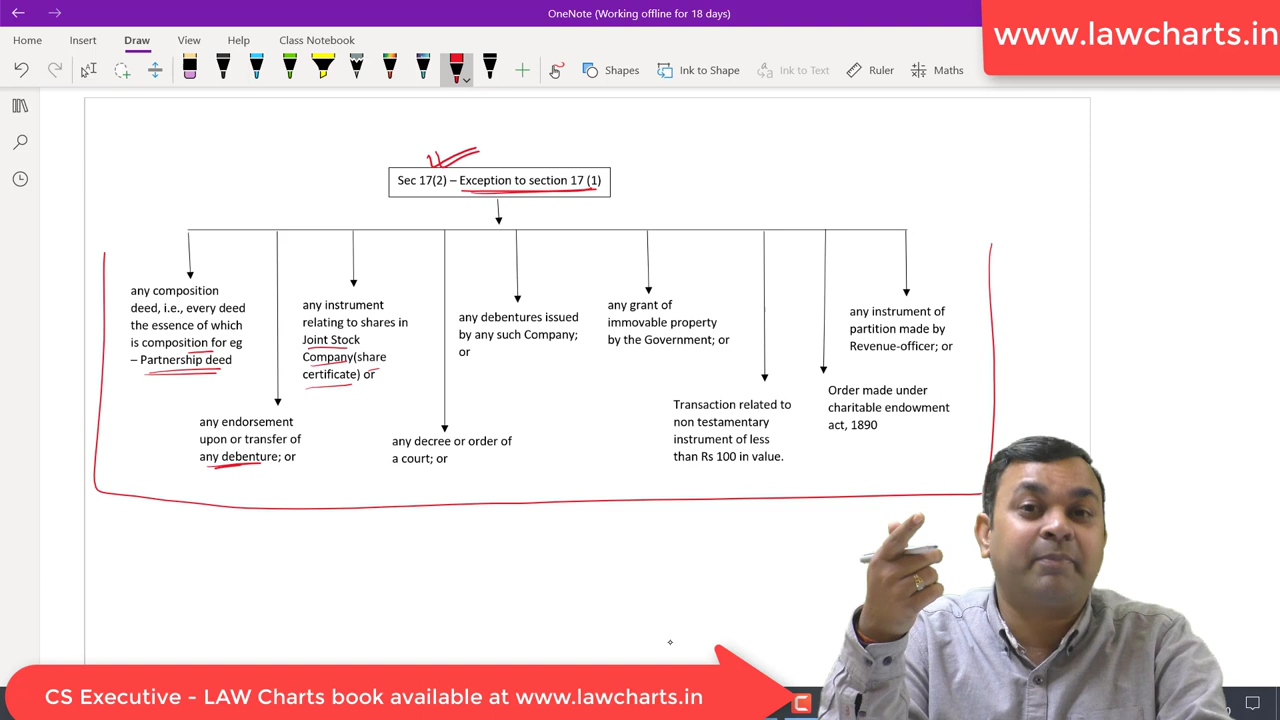 OneNote (Working offline for 18 days)
www.lawcharts.in
Home Insert Draw View Help Class Notebook
Shapes Ink to Shape Ink to Text Ruler Maths
Sec 17(2) – Exception to section 17 (1)
any composition
deed, i.e., every deed
the essence of which
is composition for eg
– Partnership deed
any endorsement
upon or transfer of
any debenture; or
any instrument
relating to shares in
Joint Stock
Company(share
certificate) or
any decree or order of
a court; or
any debentures issued
by any such Company;
or
any grant of
immovable property
by the Government; or
Transaction related to
non testamentary
instrument of less
than Rs 100 in value.
Order made under
charitable endowment
act, 1890
any instrument of
partition made by
Revenue-officer; or
CS Executive - LAW Charts book available at www.lawcharts.in